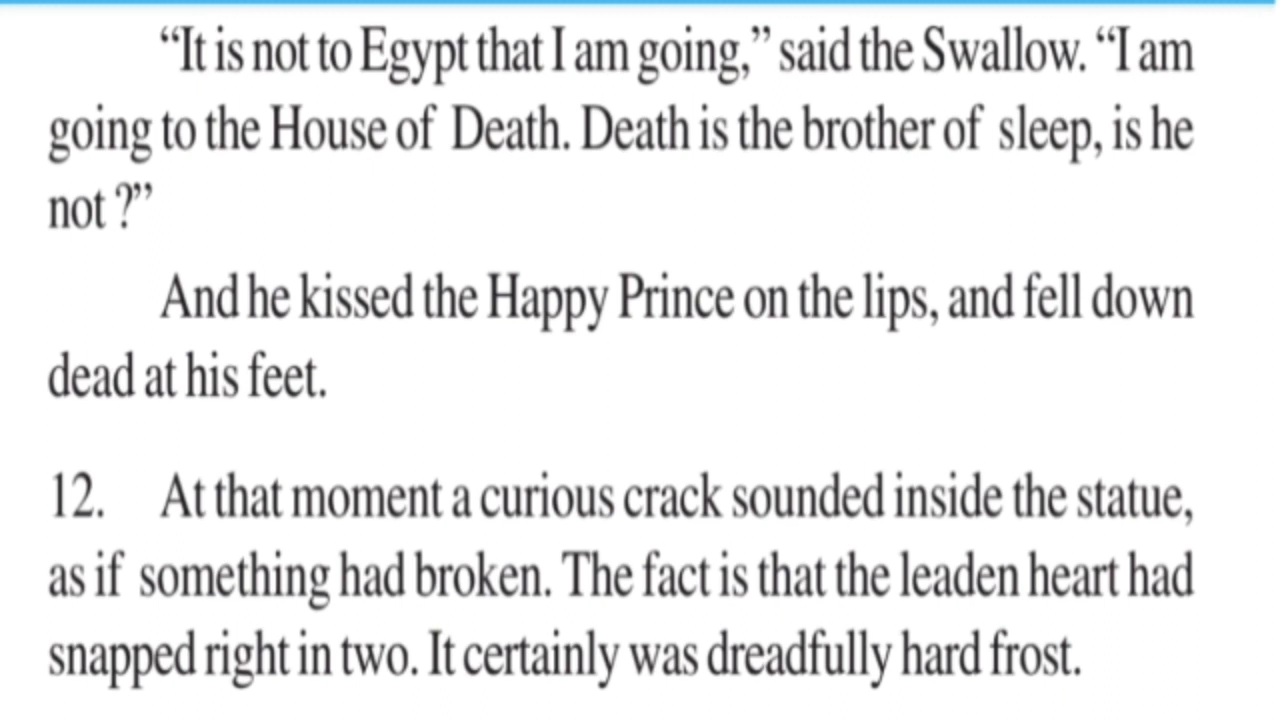 “It is not to Egypt that I am going,” said the Swallow. “I am
going to the House of Death. Death is the brother of sleep, is he
not ?”
And he kissed the Happy Prince on the lips, and fell down
dead at his feet.
12. At that moment a curious crack sounded inside the statue,
as if something had broken. The fact is that the leaden heart had
snapped right in two. It certainly was dreadfully hard frost.